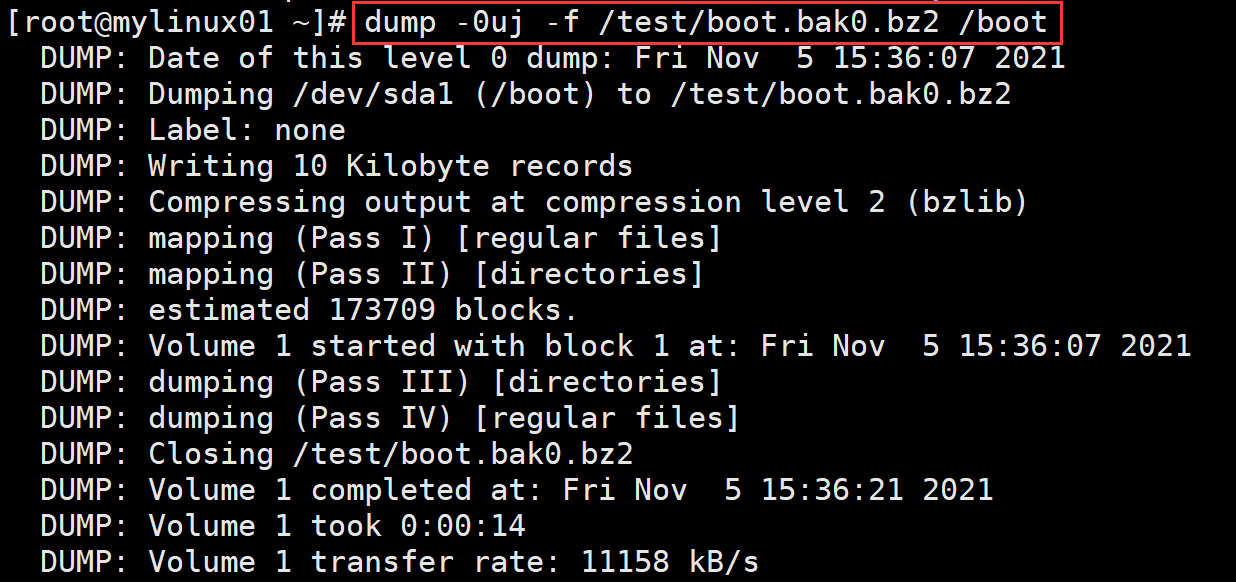 [root@mylinux01 ~]# dump -0uj -f /test/boot.bak0.bz2 /boot
DUMP: Date of this level 0 dump: Fri Nov  5 15:36:07 2021
DUMP: Dumping /dev/sda1 (/boot) to /test/boot.bak0.bz2
DUMP: Label: none
DUMP: Writing 10 Kilobyte records
DUMP: Compressing output at compression level 2 (bzlib)
DUMP: mapping (Pass I) [regular files]
DUMP: mapping (Pass II) [directories]
DUMP: estimated 173709 blocks.
DUMP: Volume 1 started with block 1 at: Fri Nov  5 15:36:07 2021
DUMP: dumping (Pass III) [directories]
DUMP: dumping (Pass IV) [regular files]
DUMP: Closing /test/boot.bak0.bz2
DUMP: Volume 1 completed at: Fri Nov  5 15:36:21 2021
DUMP: Volume 1 took 0:00:14
DUMP: Volume 1 transfer rate: 11158 kB/s